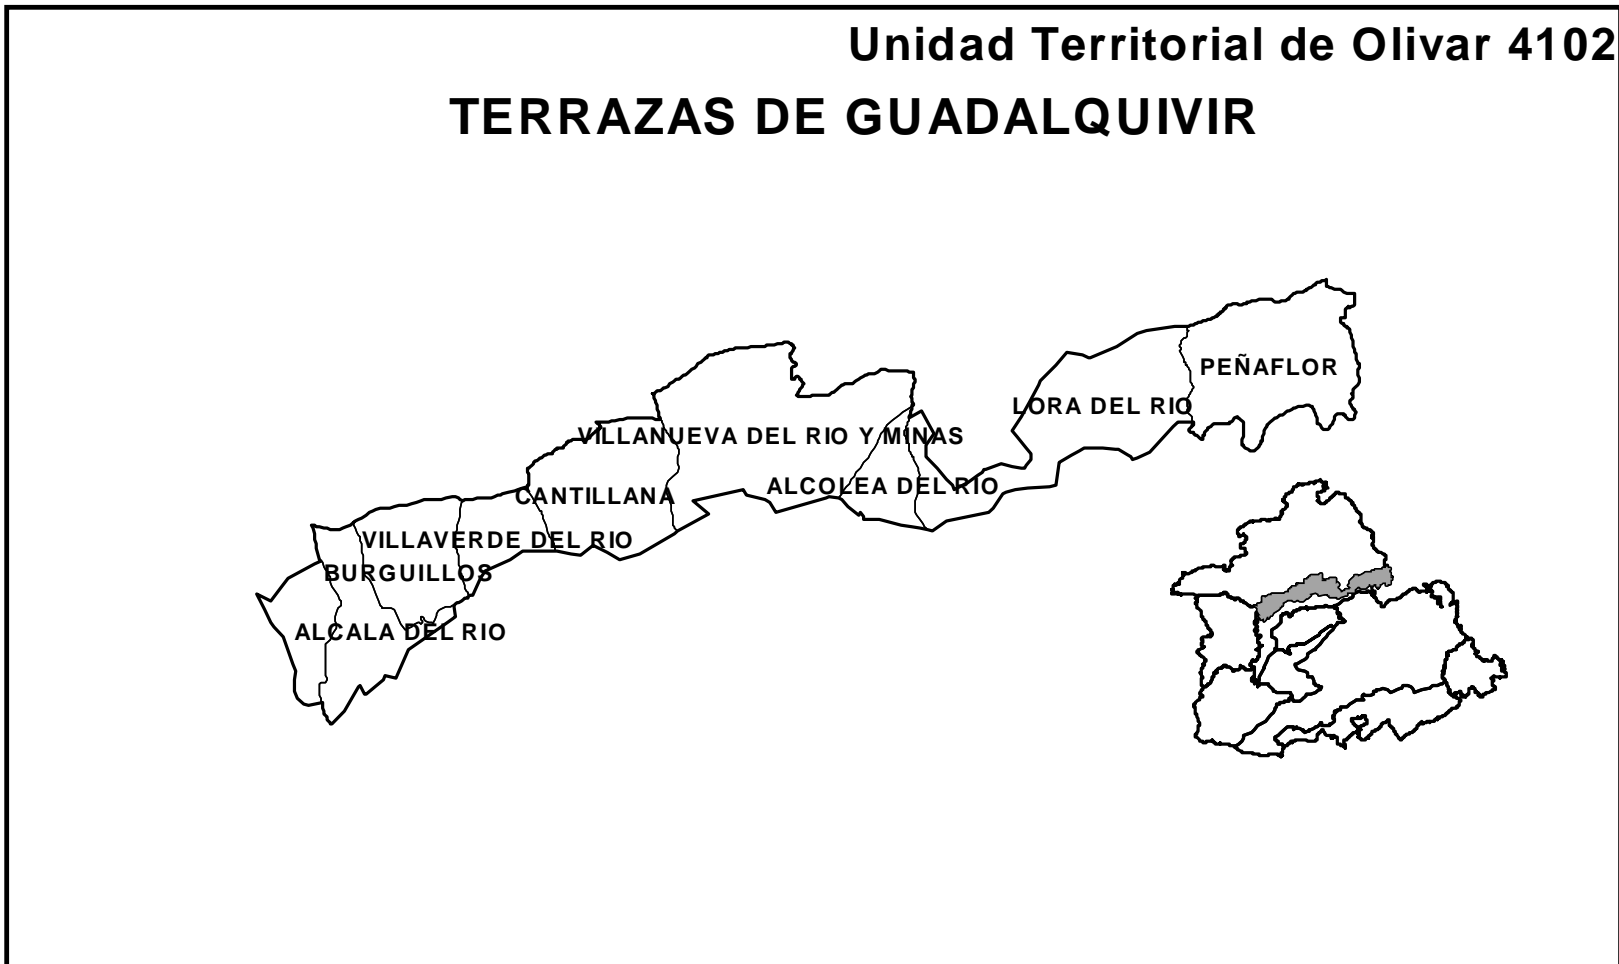 Unidad Territorial de Olivar 4102
TERRAZAS DE GUADALQUIVIR
PEÑAFLOR
LORA DEL RIO
VILLANUEVA DEL RIO Y MINAS
ALCOLEA DEL RIO
CANTILLANA
VILLAVERDE DEL RIO
BURGUILLOS
ALCALA DEL RIO